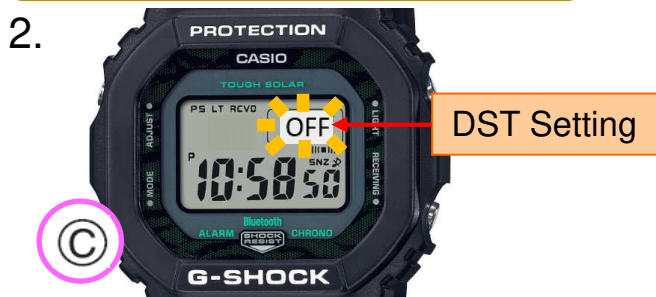 2.
PROTECTION
CASIO
TOUGH SOLAR
PS LT RCVD
OFF
DST Setting
ADJUST
LIGHT
SNZ
P 10:58 50
MODE
RECEIVING
Bluetooth
ALARM SHOCK RESIST CHRONO
C
G-SHOCK